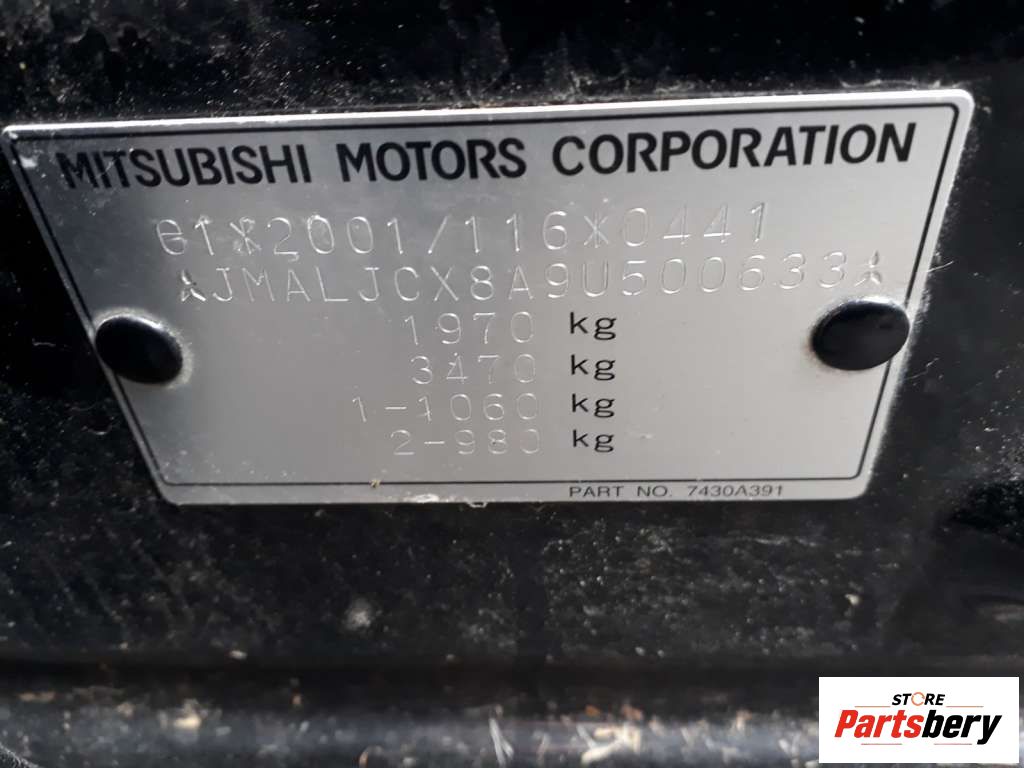 MITSUBISHI MOTORS CORPORATION
e1*2001/116*0441
JMALJCX8A9U500633
1970 kg
3470 kg
1-1060 kg
2-980 kg
PART NO. 7430A391
STORE
Partsbery